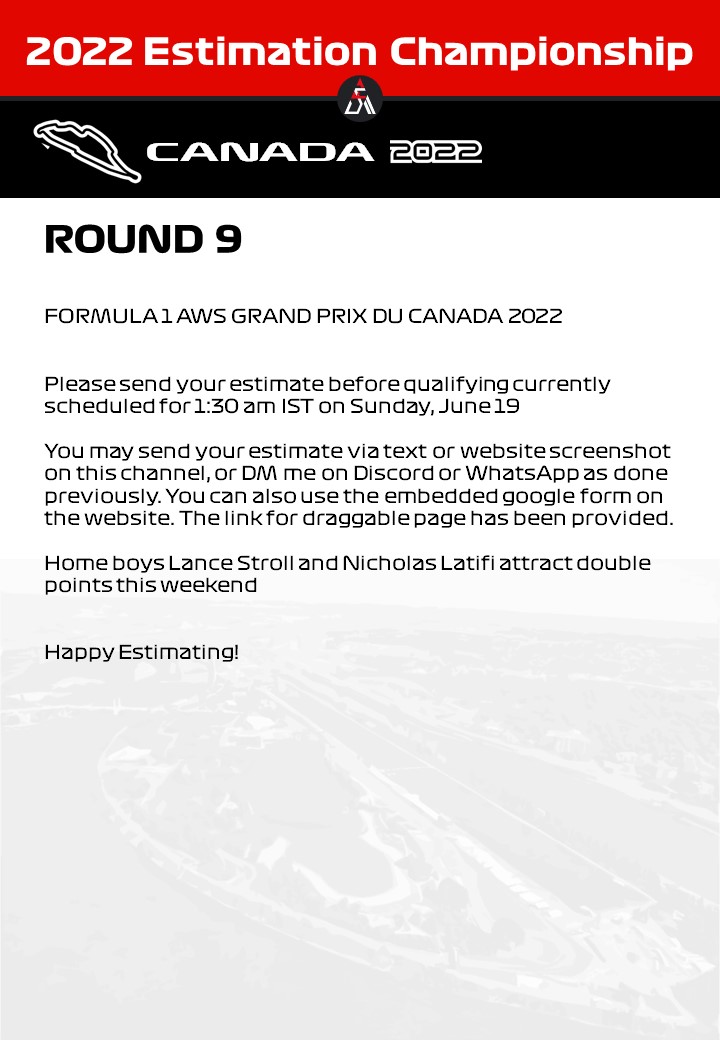 2022 Estimation Championship
CANADA 2022
ROUND 9
FORMULA 1 AWS GRAND PRIX DU CANADA 2022
Please send your estimate before qualifying currently
scheduled for 1:30 am IST on Sunday, June 19
You may send your estimate via text or website screenshot
on this channel, or DM me on Discord or WhatsApp as done
previously. You can also use the embedded google form on
the website. The link for draggable page has been provided.
Home boys Lance Stroll and Nicholas Latifi attract double
points this weekend
Happy Estimating!